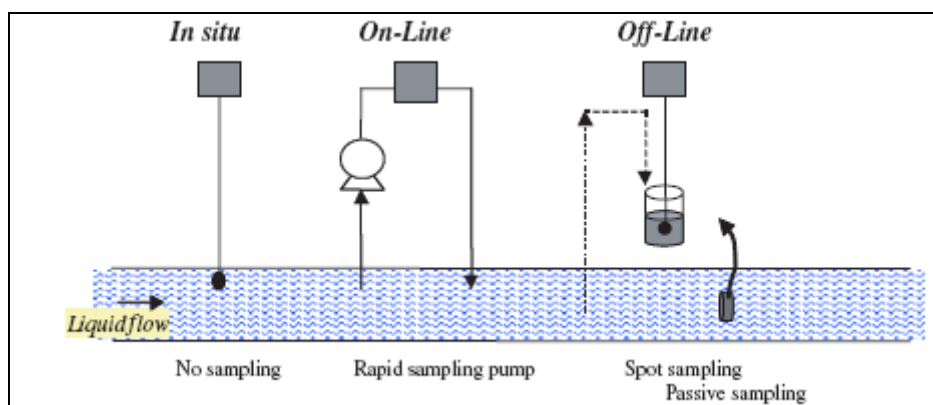 In situ On-Line Off-Line
Liquid flow
No sampling Rapid sampling pump Spot sampling
Passive sampling